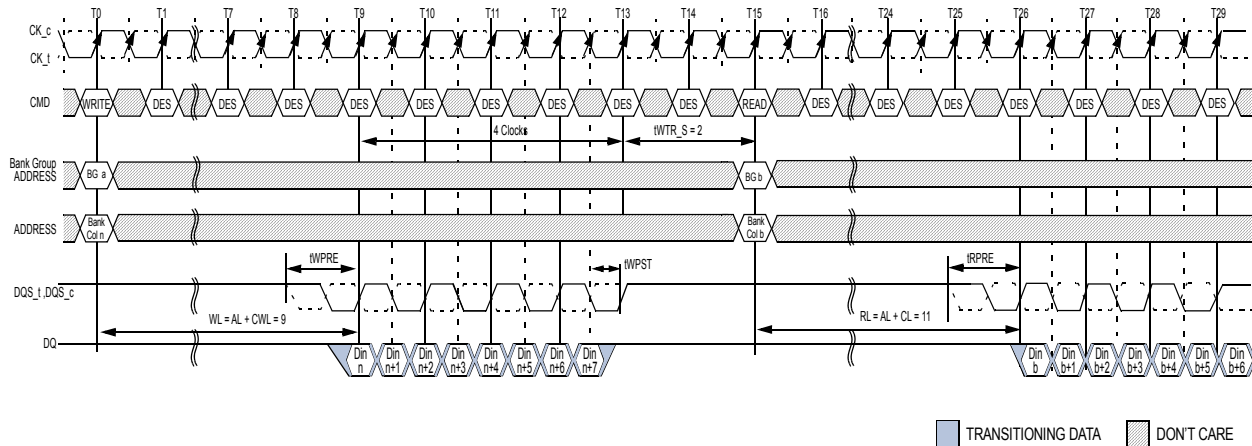 T0 T1 T7 T8 T9 T10 T11 T12 T13 T14 T15 T16 T24 T25 T26 T27 T28 T29
CK_c
CK_t
CMD WRITE DES DES DES DES DES DES DES DES DES READ DES DES DES DES DES DES DES
4 Clocks tWTR_S = 2
Bank Group
ADDRESS BG a BG b
ADDRESS Bank Col n Bank Col b
tWPRE tWPST tRPRE
DQS_t ,DQS_c
WL = AL + CWL = 9 RL = AL + CL = 11
DQ Din n Din n+1 Din n+2 Din n+3 Din n+4 Din n+5 Din n+6 Din n+7 Din b Din b+1 Din b+2 Din b+3 Din b+4 Din b+5 Din b+6
TRANSITIONING DATA DON'T CARE